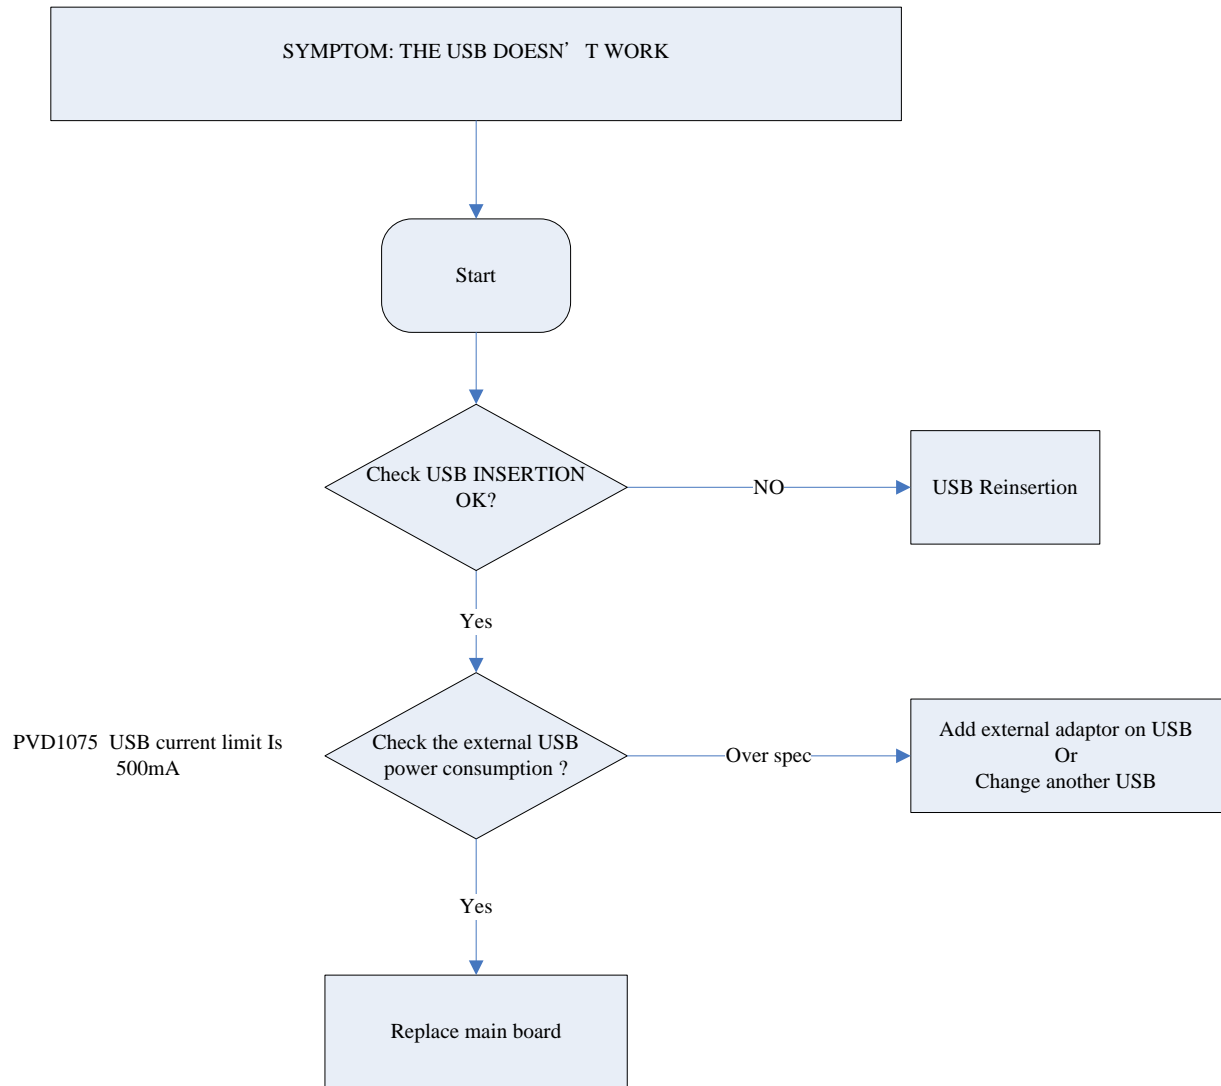 SYMPTOM: THE USB DOESN’ T WORK
Start
Check USB INSERTION
OK?
NO
USB Reinsertion
Yes
PVD1075  USB current limit Is
500mA
Check the external USB
power consumption ?
Over spec
Add external adaptor on USB
Or
Change another USB
Yes
Replace main board